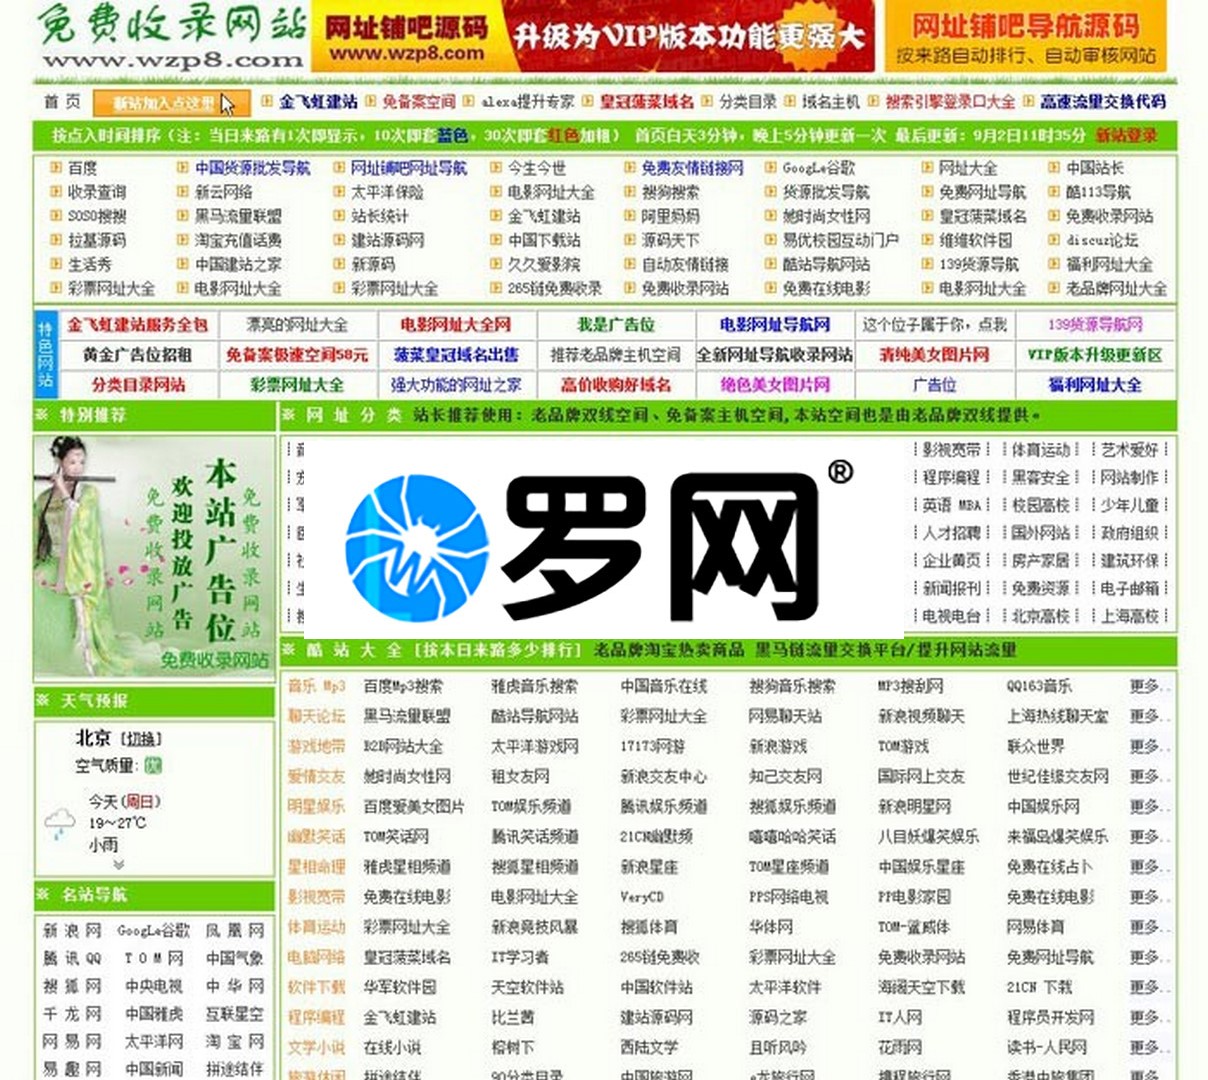 免费收录网站
www.wzp8.com
网址铺吧源码
www.wzp8.com
升级为VIP版本功能更强大
网址铺吧导航源码
按来路自动排行、自动审核网站
首页 新站加入点这里 金飞虹建站 免备案空间 alexa提升专家 皇冠菠菜域名 分类目录 域名主机 搜索引擎登录口大全 高速流量交换代码
按点入时间排序（注：当日来路有1次即显示，10次即套蓝色，30次即套红色加粗） 首页白天3分钟，晚上5分钟更新一次 最后更新：9月2日11时35分 新站登录
百度 中国货源批发导航 网址铺吧网址导航 今生今世 免费友情链接网 GoogLe谷歌 网址大全 中国站长
收录查询 新云网络 太平洋保险 电影网址大全 搜狗搜索 货源批发导航 免费网址导航 酷113导航
SOSO搜搜 黑马流量联盟 站长统计 金飞虹建站 阿里妈妈 她时尚女性网 皇冠菠菜域名 免费收录网站
拉基源码 淘宝充值话费 建站源码网 中国下载站 源码天下 易优校园互动门户 维维软件园 discuz论坛
生活秀 中国建站之家 新源码 久久爱影院 自动友情链接 酷站导航网站 139货源导航 福利网址大全
彩票网址大全 电影网址大全 彩票网址大全 265链免费收录 免费收录网站 免费在线电影 电影网址大全 老品牌网址大全
特色网站
金飞虹建站服务全包 漂亮的网址大全 电影网址大全网 我是广告位 电影网址导航网 这个位子属于你，点我 139货源导航网
黄金广告位招租 免备案极速空间58元 菠菜皇冠域名出售 推荐老品牌主机空间 全新网址导航收录网站 清纯美女图片网 VIP版本升级更新区
分类目录网站 彩票网址大全 强大功能的网址之家 高价收购好域名 绝色美女图片网 广告位 福利网址大全
※ 特别推荐
※ 网 址 分 类 站长推荐使用：老品牌双线空间、免备案主机空间,本站空间也是由老品牌双线提供。
免费收录网站
欢迎投放广告
本站广告位
免费收录网站
免费收录网站
罗网®
影视宽带 体育运动 艺术爱好
程序编程 黑客安全 网站制作
英语 MBA 校园高校 少年儿童
人才招聘 国外网站 政府组织
企业黄页 房产家居 建筑环保
新闻报刊 免费资源 电子邮箱
电视电台 北京高校 上海高校
※ 酷 站 大 全 [按本日来路多少排行] 老品牌淘宝热卖商品 黑马链流量交换平台/提升网站流量
音乐 Mp3 百度Mp3搜索 雅虎音乐搜索 中国音乐在线 搜狗音乐搜索 MP3搜刮网 QQ163音乐 更多..
聊天论坛 黑马流量联盟 酷站导航网站 彩票网址大全 网易聊天站 新浪视频聊天 上海热线聊天室 更多..
游戏地带 B2B网站大全 太平洋游戏网 17173网游 新浪游戏 TOM游戏 联众世界 更多..
爱情交友 她时尚女性网 租女友网 新浪交友中心 知己交友网 国际网上交友 世纪佳缘交友网 更多..
明星娱乐 百度爱美女图片 TOM娱乐频道 腾讯娱乐频道 搜狐娱乐频道 新浪明星网 中国娱乐网 更多..
幽默笑话 TOM笑话网 腾讯笑话频道 21CN幽默频 嘻嘻哈哈笑话 八目妖爆笑娱乐 来福岛爆笑娱乐 更多..
星相命理 雅虎星相频道 搜狐星相频道 新浪星座 TOM星座频道 中国娱乐星座 免费在线占卜 更多..
影视宽带 免费在线电影 电影网址大全 VeryCD PPS网络电视 PP电影家园 免费在线电影 更多..
体育运动 彩票网址大全 新浪竞技风暴 搜狐体育 华体网 TOM-鲨威体 网易体育 更多..
电脑网络 皇冠菠菜域名 IT学习者 265链免费收 彩票网址大全 免费收录网站 免费网址导航 更多..
软件下载 华军软件园 天空软件站 中国软件站 太平洋软件 海阔天空下载 21CN 下载 更多..
程序编程 金飞虹建站 比兰茜 建站源码网 源码之家 IT人网 程序员开发网 更多..
文学小说 在线小说 榕树下 西陆文学 且听风吟 花雨网 读书-人民网 更多..
旅游休闲 拼途结伴 90分类目录 中国旅游网 e龙旅行网 携程旅行网 香港中旅集团 更多..
※ 天气预报
北京 [切换]
空气质量：优
今天(周日)
19～27℃
小雨
※ 名站导航
新 浪 网 GoogLe谷歌 凤 凰 网
腾 讯 QQ T O M 网 中国气象
搜 狐 网 中央电视 中 华 网
千 龙 网 中国雅虎 互联星空
网 易 网 太平洋网 淘 宝 网
易 趣 网 中国新闻 拼途结伴